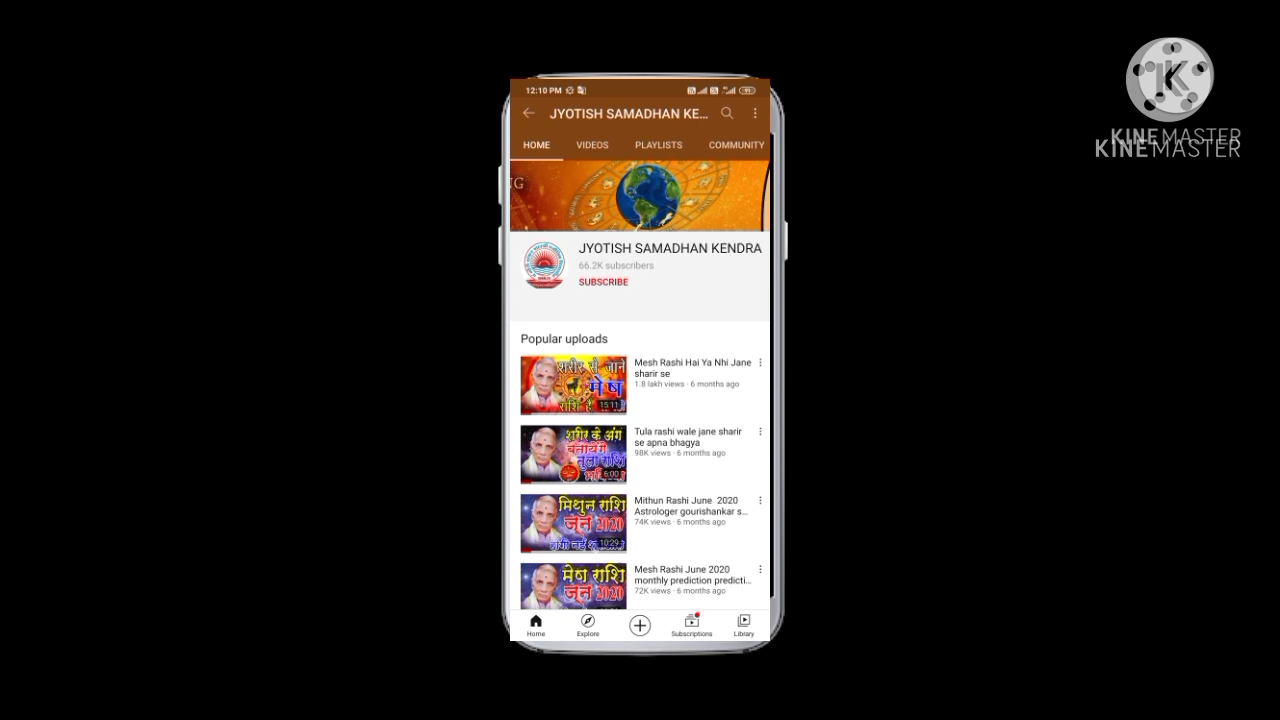 KINEMASTER
KINEMASTER
12:10 PM
JYOTISH SAMADHAN KE...
HOME VIDEOS PLAYLISTS COMMUNITY
JYOTISH SAMADHAN KENDRA
66.2K subscribers
SUBSCRIBE
Popular uploads
शरीर से जाने
मेष
राशि है
15:11
Mesh Rashi Hai Ya Nhi Jane
sharir se
1.8 lakh views · 6 months ago
शरीर के अंग
बतायेंगे
तुला राशि
6:00
Tula rashi wale jane sharir
se apna bhagya
98K views · 6 months ago
मिथुन राशि
जून 2020
होगी नई
10:29
Mithun Rashi June 2020
Astrologer gourishankar s...
74K views · 6 months ago
मेष राशि
जून 2020
Mesh Rashi June 2020
monthly prediction predicti...
72K views · 6 months ago
Home Explore Subscriptions Library